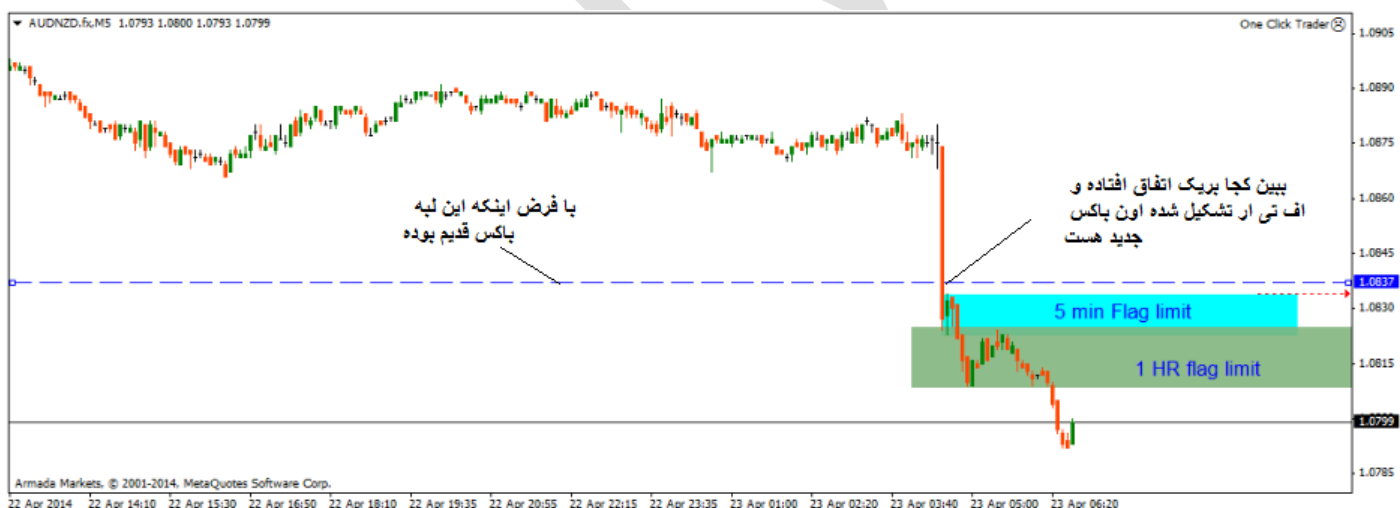 AUDNZD.fx,M5 1.0793 1.0800 1.0793 1.0799
One Click Trader
1.0905
1.0890
1.0875
ببین کجا بریک اتفاق افتاده و
اف تی ار تشکیل شده اون باکس
جدید هست
با فرض اینکه این لبه
باکس قدیم بوده
1.0860
1.0845
1.0837
1.0830
5 min Flag limit
1.0815
1 HR flag limit
1.0799
1.0785
Armada Markets, © 2001-2014, MetaQuotes Software Corp.
22 Apr 2014 22 Apr 14:10 22 Apr 15:30 22 Apr 16:50 22 Apr 18:10 22 Apr 19:35 22 Apr 20:55 22 Apr 22:15 22 Apr 23:35 23 Apr 01:00 23 Apr 02:20 23 Apr 03:40 23 Apr 05:00 23 Apr 06:20